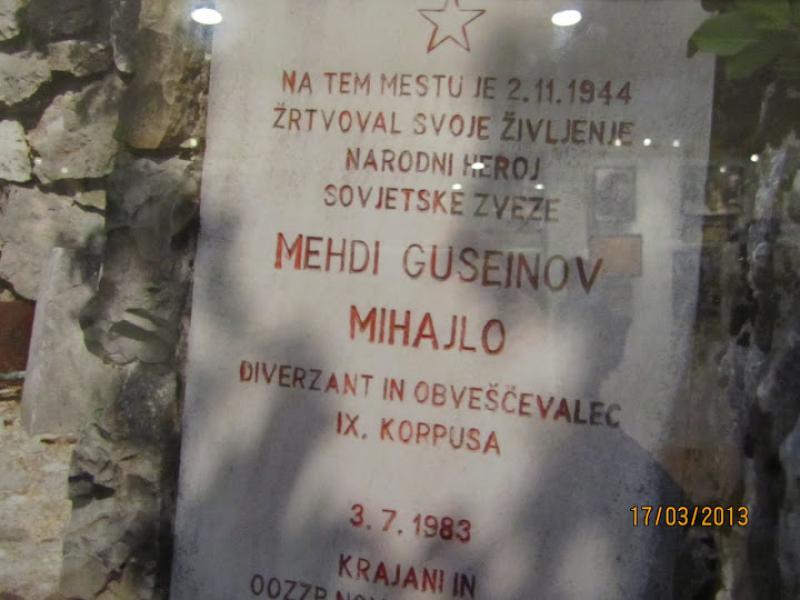 NA TEM MESTU JE 2.11.1944
ŽRTVOVAL SVOJE ŽIVLJENJE
NARODNI HEROJ
SOVJETSKE ZVEZE
MEHDI GUSEINOV
MIHAJLO
DIVERZANT IN OBVEŠČEVALEC
IX. KORPUSA
3.7.1983
KRAJANI IN
OOZZB
17/03/2013